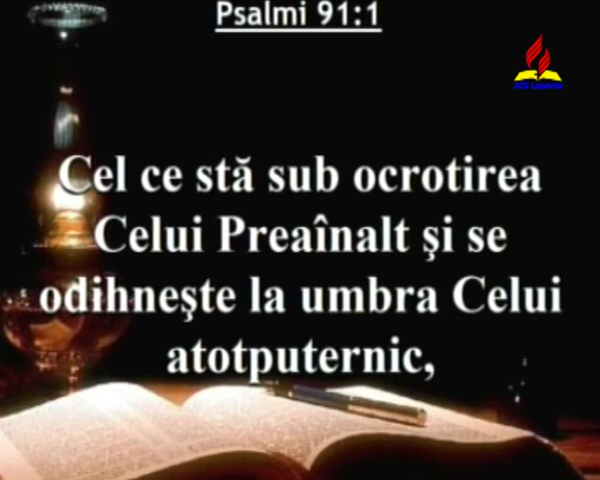 Psalmi 91:1
Cel ce stă sub ocrotirea
Celui Preaînalt şi se
odihneşte la umbra Celui
atotputernic,